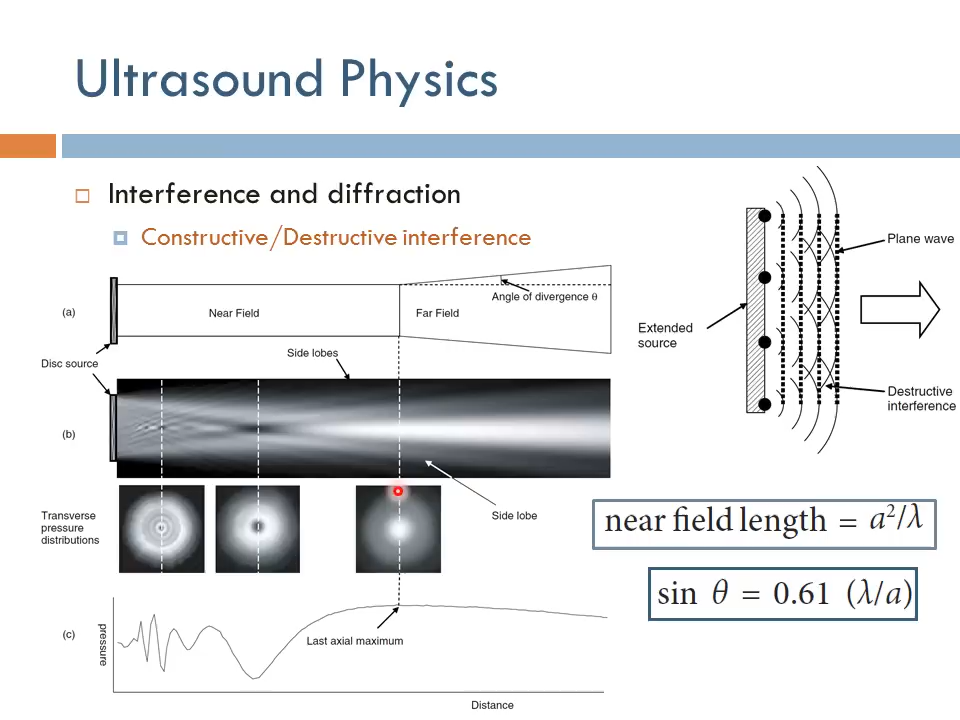 Ultrasound Physics
Interference and diffraction
Constructive/Destructive interference
(a)
Near Field
Far Field
Angle of divergence θ
Disc source
Side lobes
(b)
Transverse
pressure
distributions
Side lobe
(c)
pressure
Last axial maximum
Distance
Plane wave
Extended
source
Destructive
interference
near field length = a²/λ
sin θ = 0.61 (λ/a)